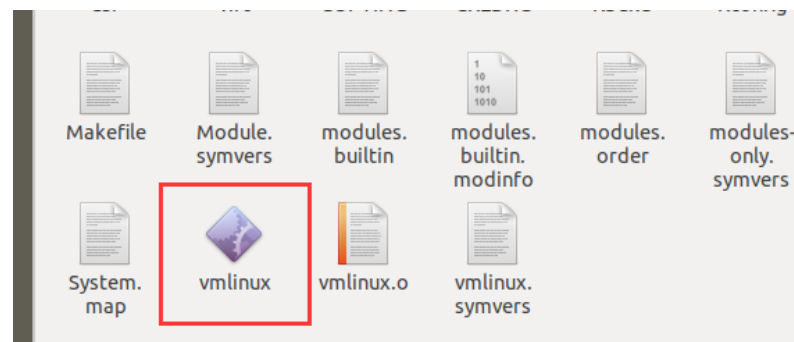 Makefile
Module.
symvers
modules.
builtin
1
10
101
1010
modules.
builtin.
modinfo
modules.
order
modules-
only.
symvers
System.
map
vmlinux
vmlinux.o
vmlinux.
symvers